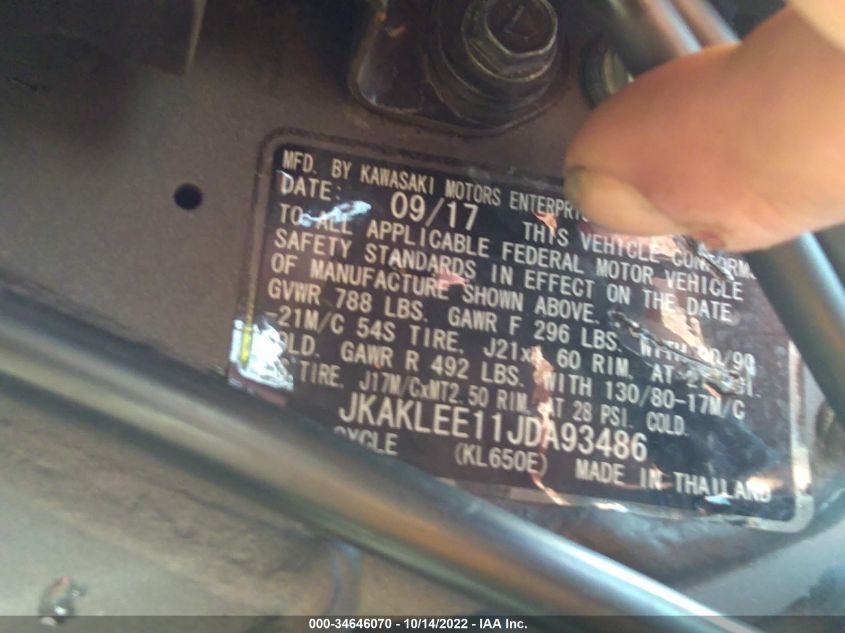 MFD. BY KAWASAKI MOTORS
DATE: 09/17 THIS VEHICLE
TO ALL APPLICABLE FEDERAL MOTOR VEHICLE
SAFETY STANDARDS IN EFFECT ON THE DATE
OF MANUFACTURE SHOWN ABOVE.
GVWR 788 LBS. GAWR F 296 LBS. WITH
-21M/C 54S TIRE, 60 RIM, AT
GAWR R 492 LBS. WITH 130/80-17M/C
TIRE, J17M/CxMT2.50 RIM, AT 28 PSI. COLD.
JKAKLEE11JDA93486
(KL650E) MADE IN THAILAND
000-34646070 / 10/14/2022 - IAA Inc.